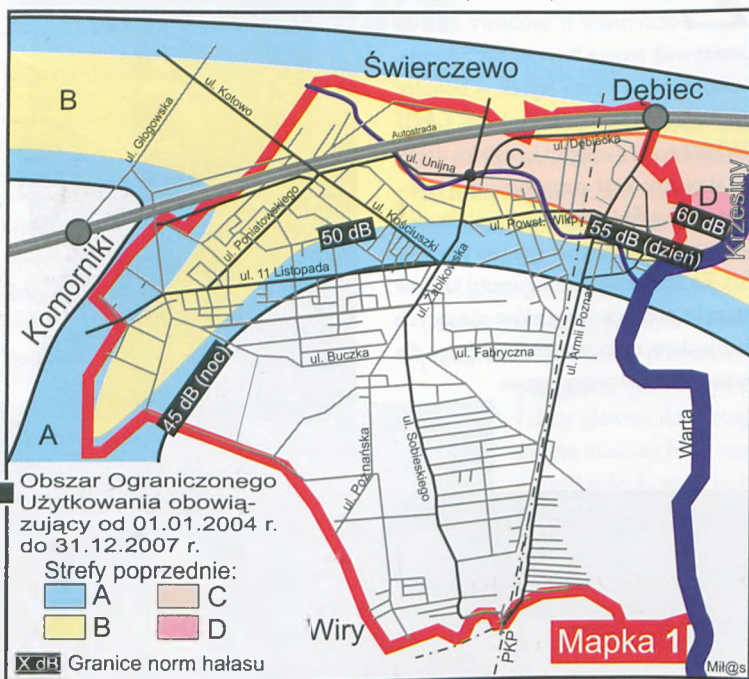 Świerczewo
Dębiec
B
ul. Głogowska
ul. Kotowo
Autostrada
ul. Dębiecka
ul. Unijna
C
D
Krzesiny
60 dB
ul. Poniatowskiego
50 dB
ul. Kościuszki
ul. Powst. Wlkp.
55 dB (dzień)
Komorniki
ul. 11 Listopada
ul. Żabikowska
ul. Armii Poznań
ul. Buczka
ul. Fabryczna
45 dB (noc)
A
ul. Poznańska
ul. Sobieskiego
Warta
Obszar Ograniczonego
Użytkowania obowią-
zujący od 01.01.2004 r.
do 31.12.2007 r.
Strefy poprzednie:
A C
B D
X dB Granice norm hałasu
Wiry
PKP
Mapka 1
Mił@s